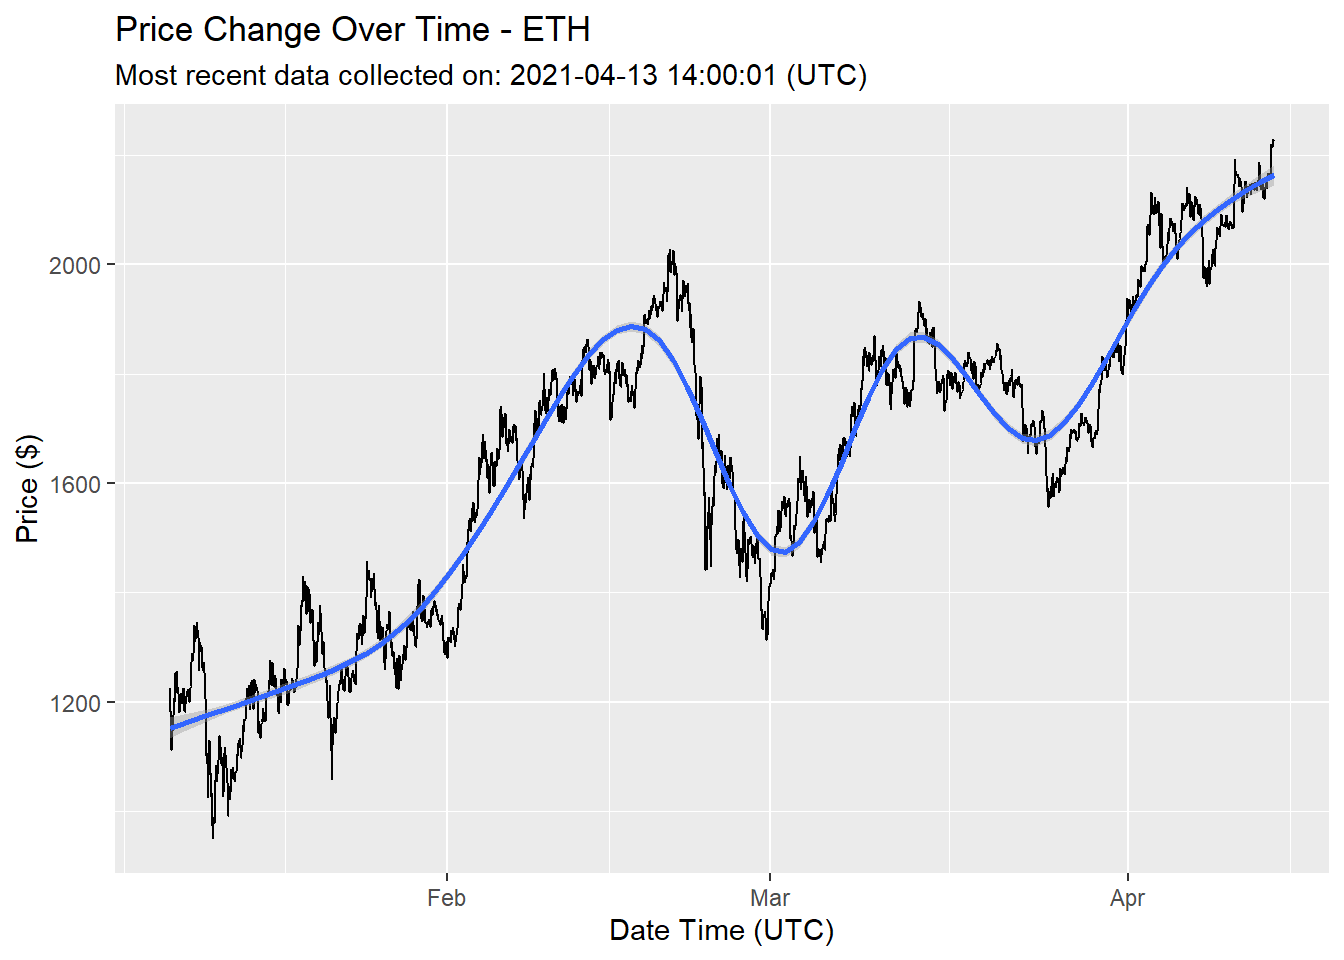 Price Change Over Time - ETH
Most recent data collected on: 2021-04-13 14:00:01 (UTC)
Price ($)
2000
1600
1200
Feb Mar Apr
Date Time (UTC)